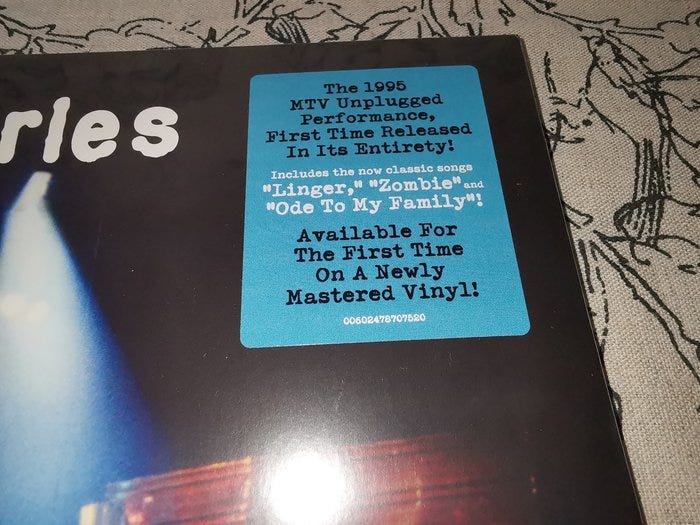 rIes
The 1995
MTV Unplugged
Performance,
First Time Released
In Its Entirety!
Includes the now classic songs
"Linger," "Zombie" and
"Ode To My Family"!
Available For
The First Time
On A Newly
Mastered Vinyl!
00602478707520